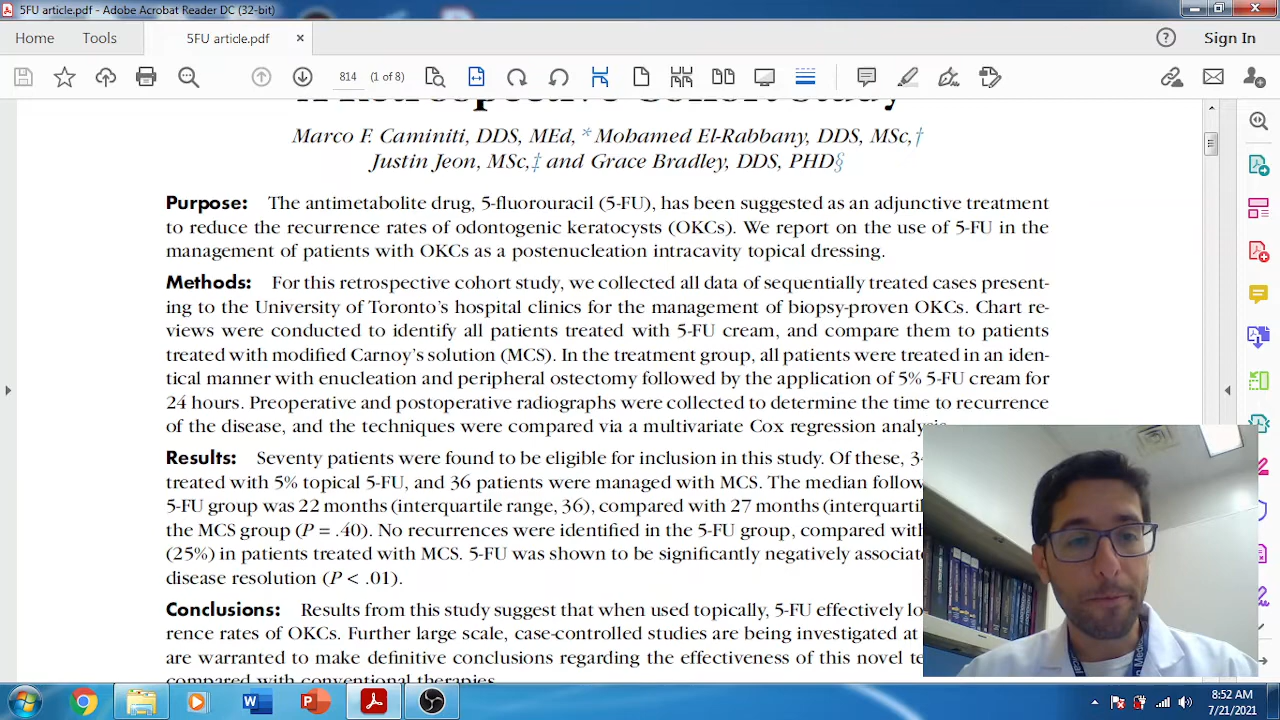 5FU article.pdf - Adobe Acrobat Reader DC (32-bit)
Home Tools 5FU article.pdf × Sign In
814 (1 of 8)
A Retrospective Cohort Study
Marco F. Caminiti, DDS, MEd,* Mohamed El-Rabbany, DDS, MSc,†
Justin Jeon, MSc,‡ and Grace Bradley, DDS, PHD§
Purpose: The antimetabolite drug, 5-fluorouracil (5-FU), has been suggested as an adjunctive treatment
to reduce the recurrence rates of odontogenic keratocysts (OKCs). We report on the use of 5-FU in the
management of patients with OKCs as a postenucleation intracavity topical dressing.
Methods: For this retrospective cohort study, we collected all data of sequentially treated cases present-
ing to the University of Toronto's hospital clinics for the management of biopsy-proven OKCs. Chart re-
views were conducted to identify all patients treated with 5-FU cream, and compare them to patients
treated with modified Carnoy's solution (MCS). In the treatment group, all patients were treated in an iden-
tical manner with enucleation and peripheral ostectomy followed by the application of 5% 5-FU cream for
24 hours. Preoperative and postoperative radiographs were collected to determine the time to recurrence
of the disease, and the techniques were compared via a multivariate Cox regression analysis.
Results: Seventy patients were found to be eligible for inclusion in this study. Of these, 3
treated with 5% topical 5-FU, and 36 patients were managed with MCS. The median follow
5-FU group was 22 months (interquartile range, 36), compared with 27 months (interquartil
the MCS group (P = .40). No recurrences were identified in the 5-FU group, compared with
(25%) in patients treated with MCS. 5-FU was shown to be significantly negatively associate
disease resolution (P < .01).
Conclusions: Results from this study suggest that when used topically, 5-FU effectively lo
rence rates of OKCs. Further large scale, case-controlled studies are being investigated at
are warranted to make definitive conclusions regarding the effectiveness of this novel te
compared with conventional therapies.
8:52 AM
7/21/2021